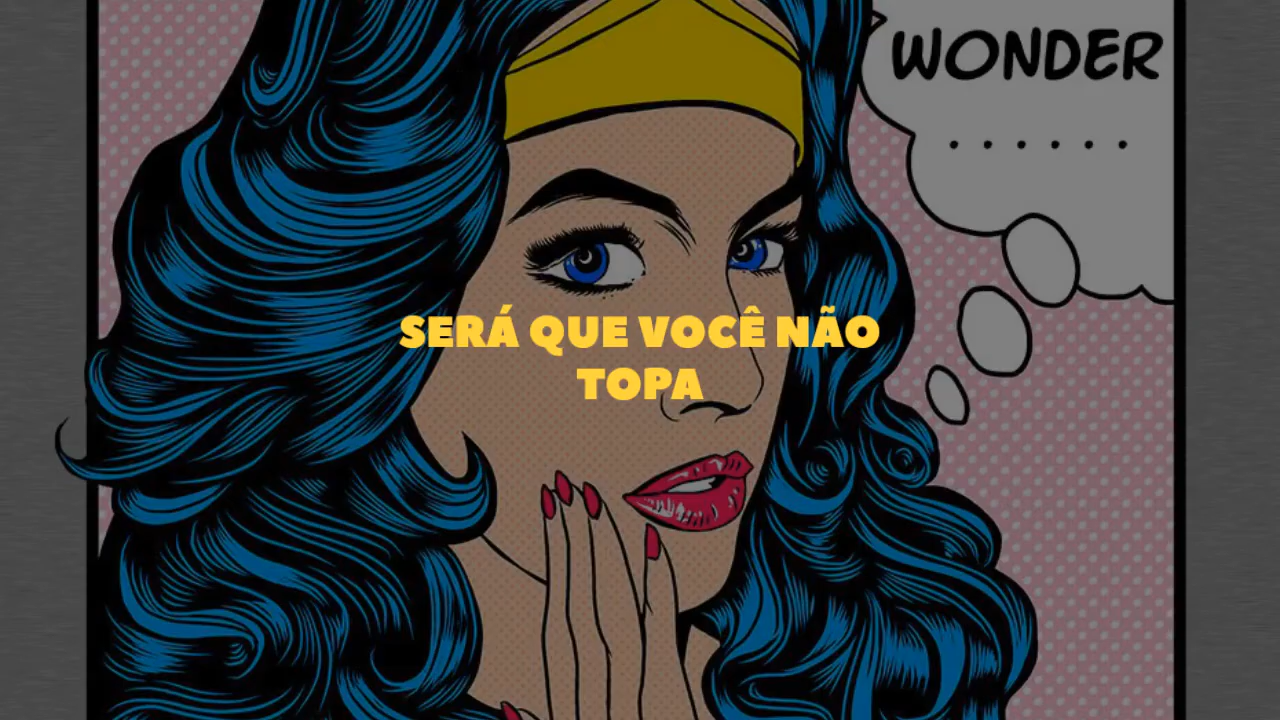 WONDER
......
SERÁ QUE VOCÊ NÃO
TOPA